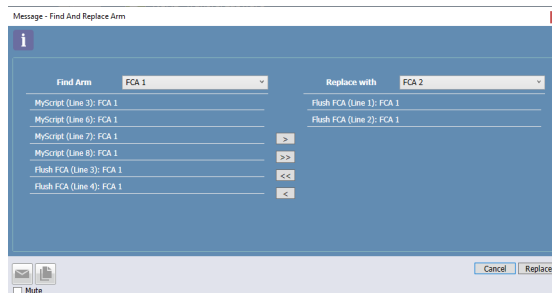 Message - Find And Replace Arm
i
Find Arm FCA 1 Replace with FCA 2
MyScript (Line 3): FCA 1
MyScript (Line 6): FCA 1
MyScript (Line 7): FCA 1
MyScript (Line 8): FCA 1
Flush FCA (Line 3): FCA 1
Flush FCA (Line 4): FCA 1
>
>>
<<
<
Flush FCA (Line 1): FCA 1
Flush FCA (Line 2): FCA 1
Cancel Replace
Mute